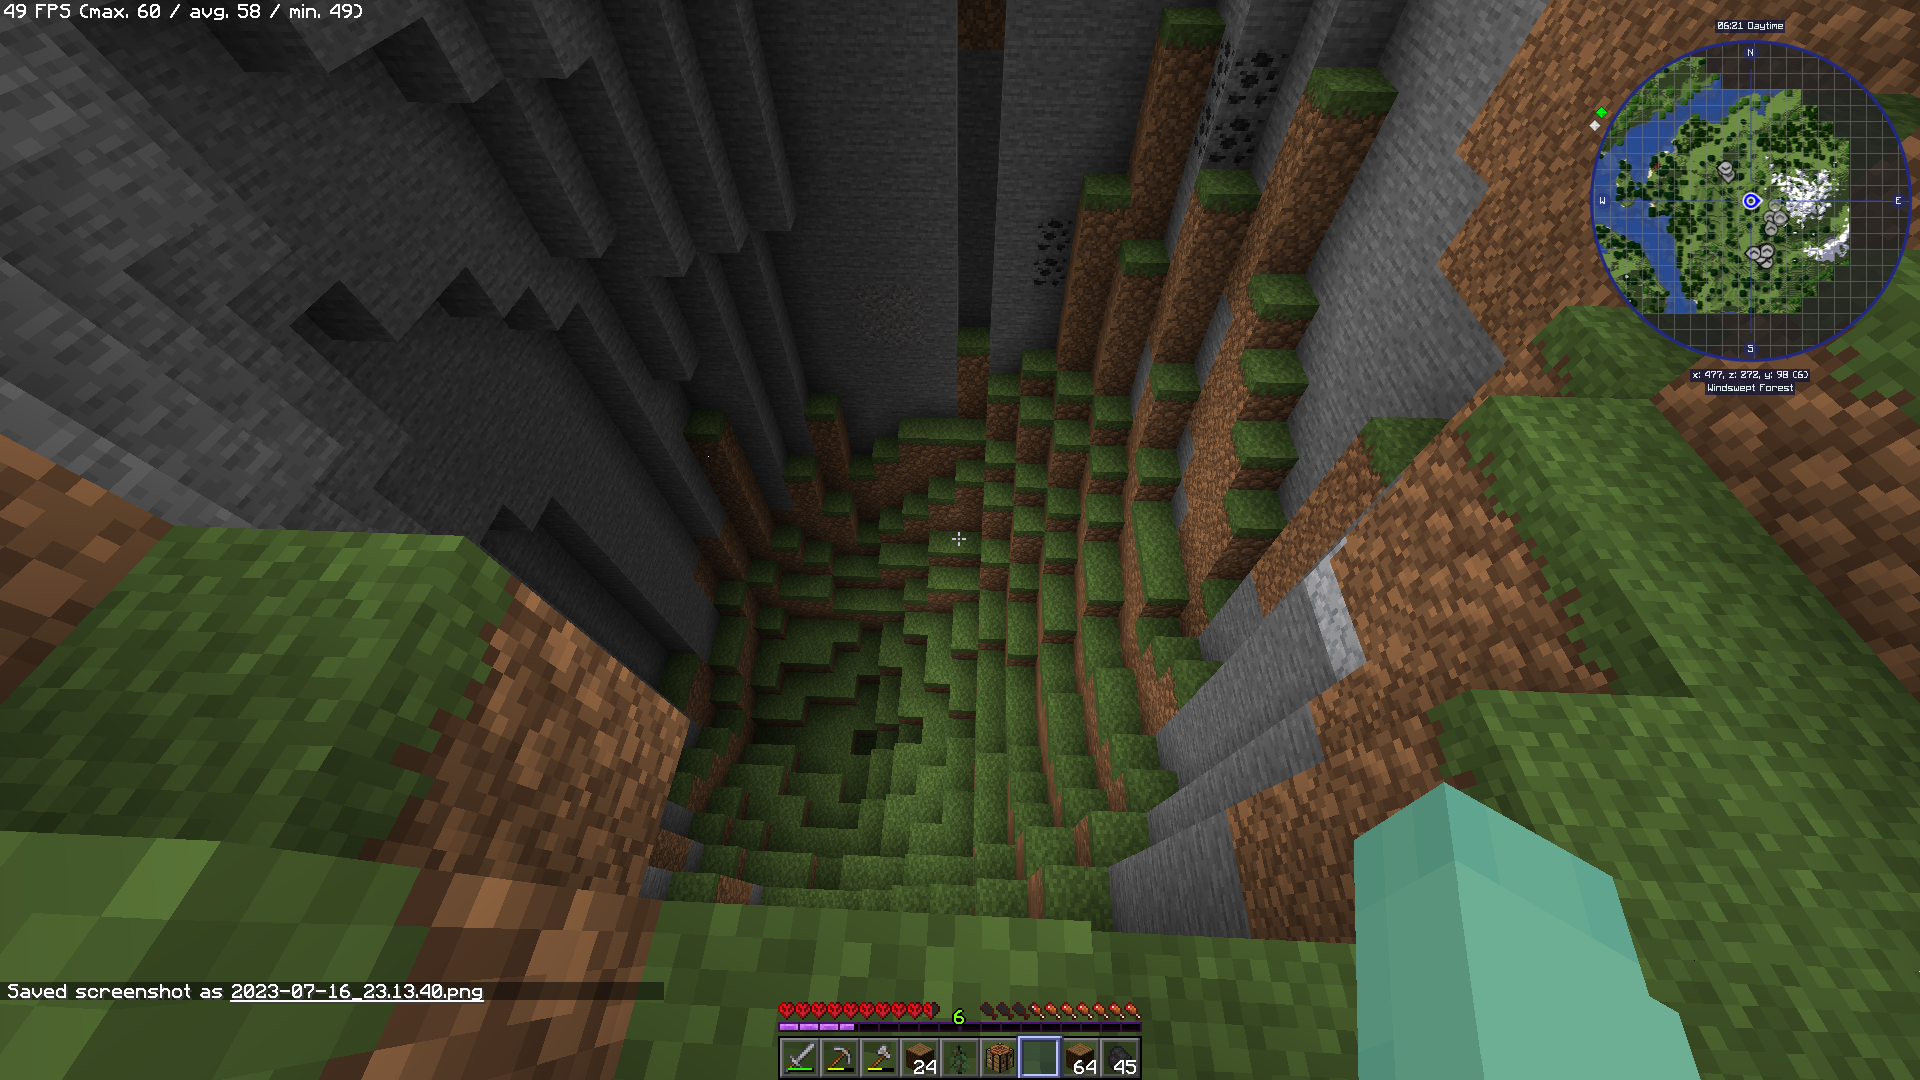 49 FPS (max. 60 / avg. 58 / min. 49)
06:21 Daytime
N
W
E
S
x: 477, z: 272, y: 98 (6)
Windswept Forest
Saved screenshot as 2023-07-16_23.13.40.png
6
24
64
45